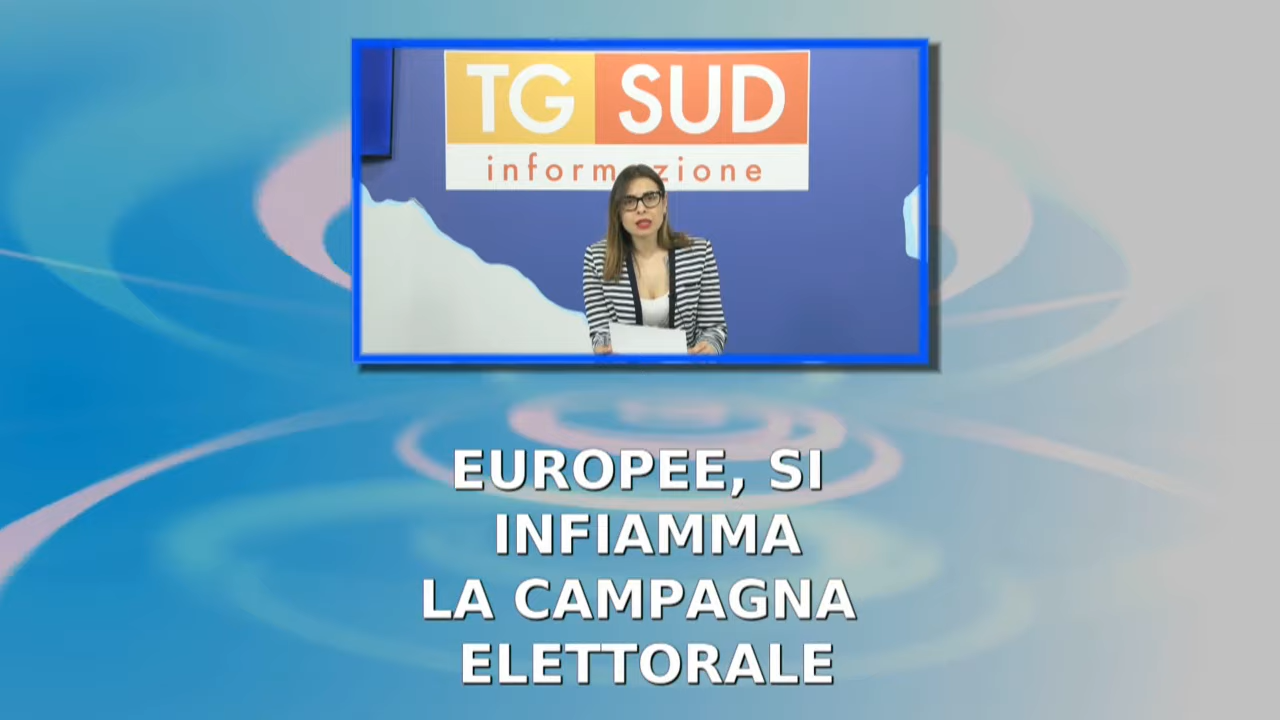 TG SUD
informazione
EUROPEE, SI
INFIAMMA
LA CAMPAGNA
ELETTORALE